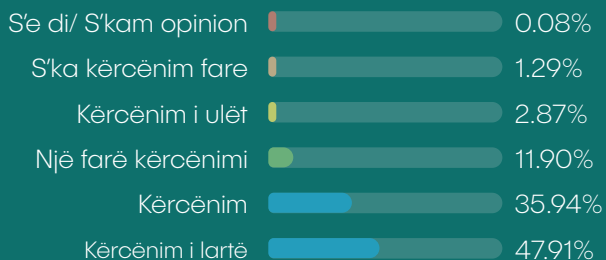 S'e di/ S'kam opinion 0.08%
S'ka kërcënim fare 1.29%
Kërcënim i ulët 2.87%
Një farë kërcënimi 11.90%
Kërcënim 35.94%
Kërcënim i lartë 47.91%